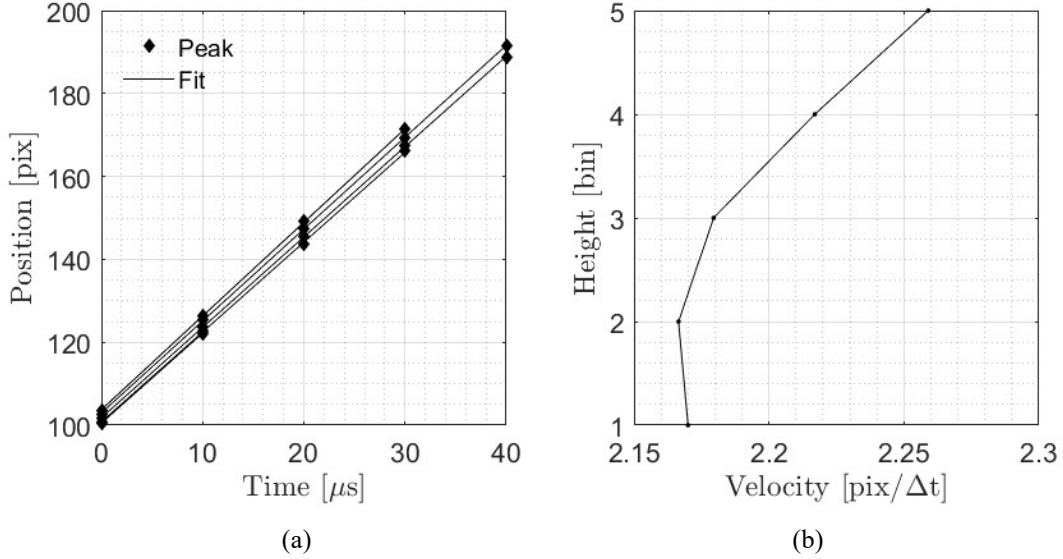 200
180
160
140
120
100
Position [pix]
Peak
Fit
0
10
20
30
40
Time [μs]
(a)
5
4
3
2
1
Height [bin]
2.15
2.2
2.25
2.3
Velocity [pix/Δt]
(b)